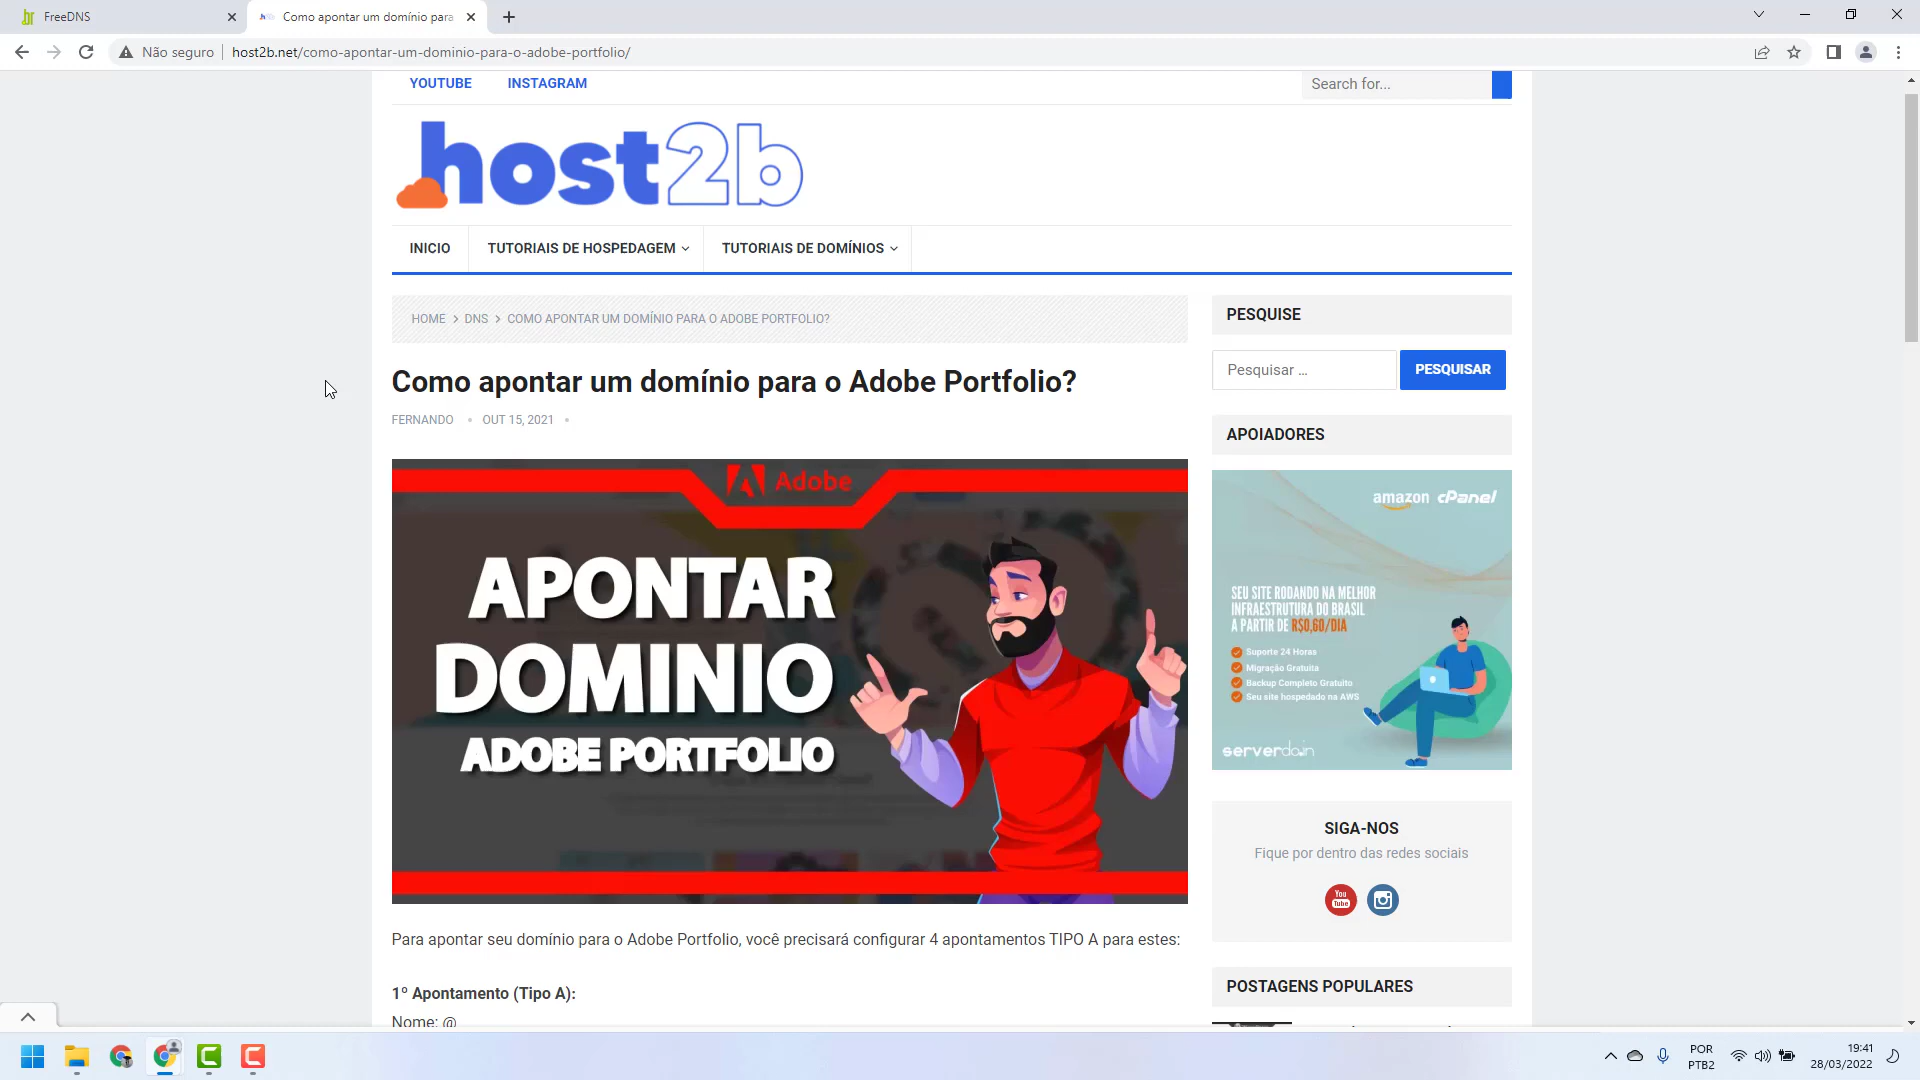 FreeDNS
Como apontar um domínio para
Não seguro
host2b.net/como-apontar-um-dominio-para-o-adobe-portfolio/
YOUTUBE
INSTAGRAM
Search for...
host2b
INICIO
TUTORIAIS DE HOSPEDAGEM
TUTORIAIS DE DOMÍNIOS
HOME
DNS
COMO APONTAR UM DOMÍNIO PARA O ADOBE PORTFOLIO?
Como apontar um domínio para o Adobe Portfolio?
FERNANDO • OUT 15, 2021 •
Adobe
APONTAR
DOMINIO
ADOBE PORTFOLIO
Para apontar seu domínio para o Adobe Portfolio, você precisará configurar 4 apontamentos TIPO A para estes:
1º Apontamento (Tipo A):
Nome: @
PESQUISE
Pesquisar …
PESQUISAR
APOIADORES
amazon cPanel
SEU SITE RODANDO NA MELHOR
INFRAESTRUTURA DO BRASIL
A PARTIR DE R$0,60/DIA
Suporte 24 Horas
Migração Gratuita
Backup Completo Gratuito
Seu site hospedado na AWS
serverdo.in
SIGA-NOS
Fique por dentro das redes sociais
You
Tube
POSTAGENS POPULARES
POR
PTB2
19:41
28/03/2022